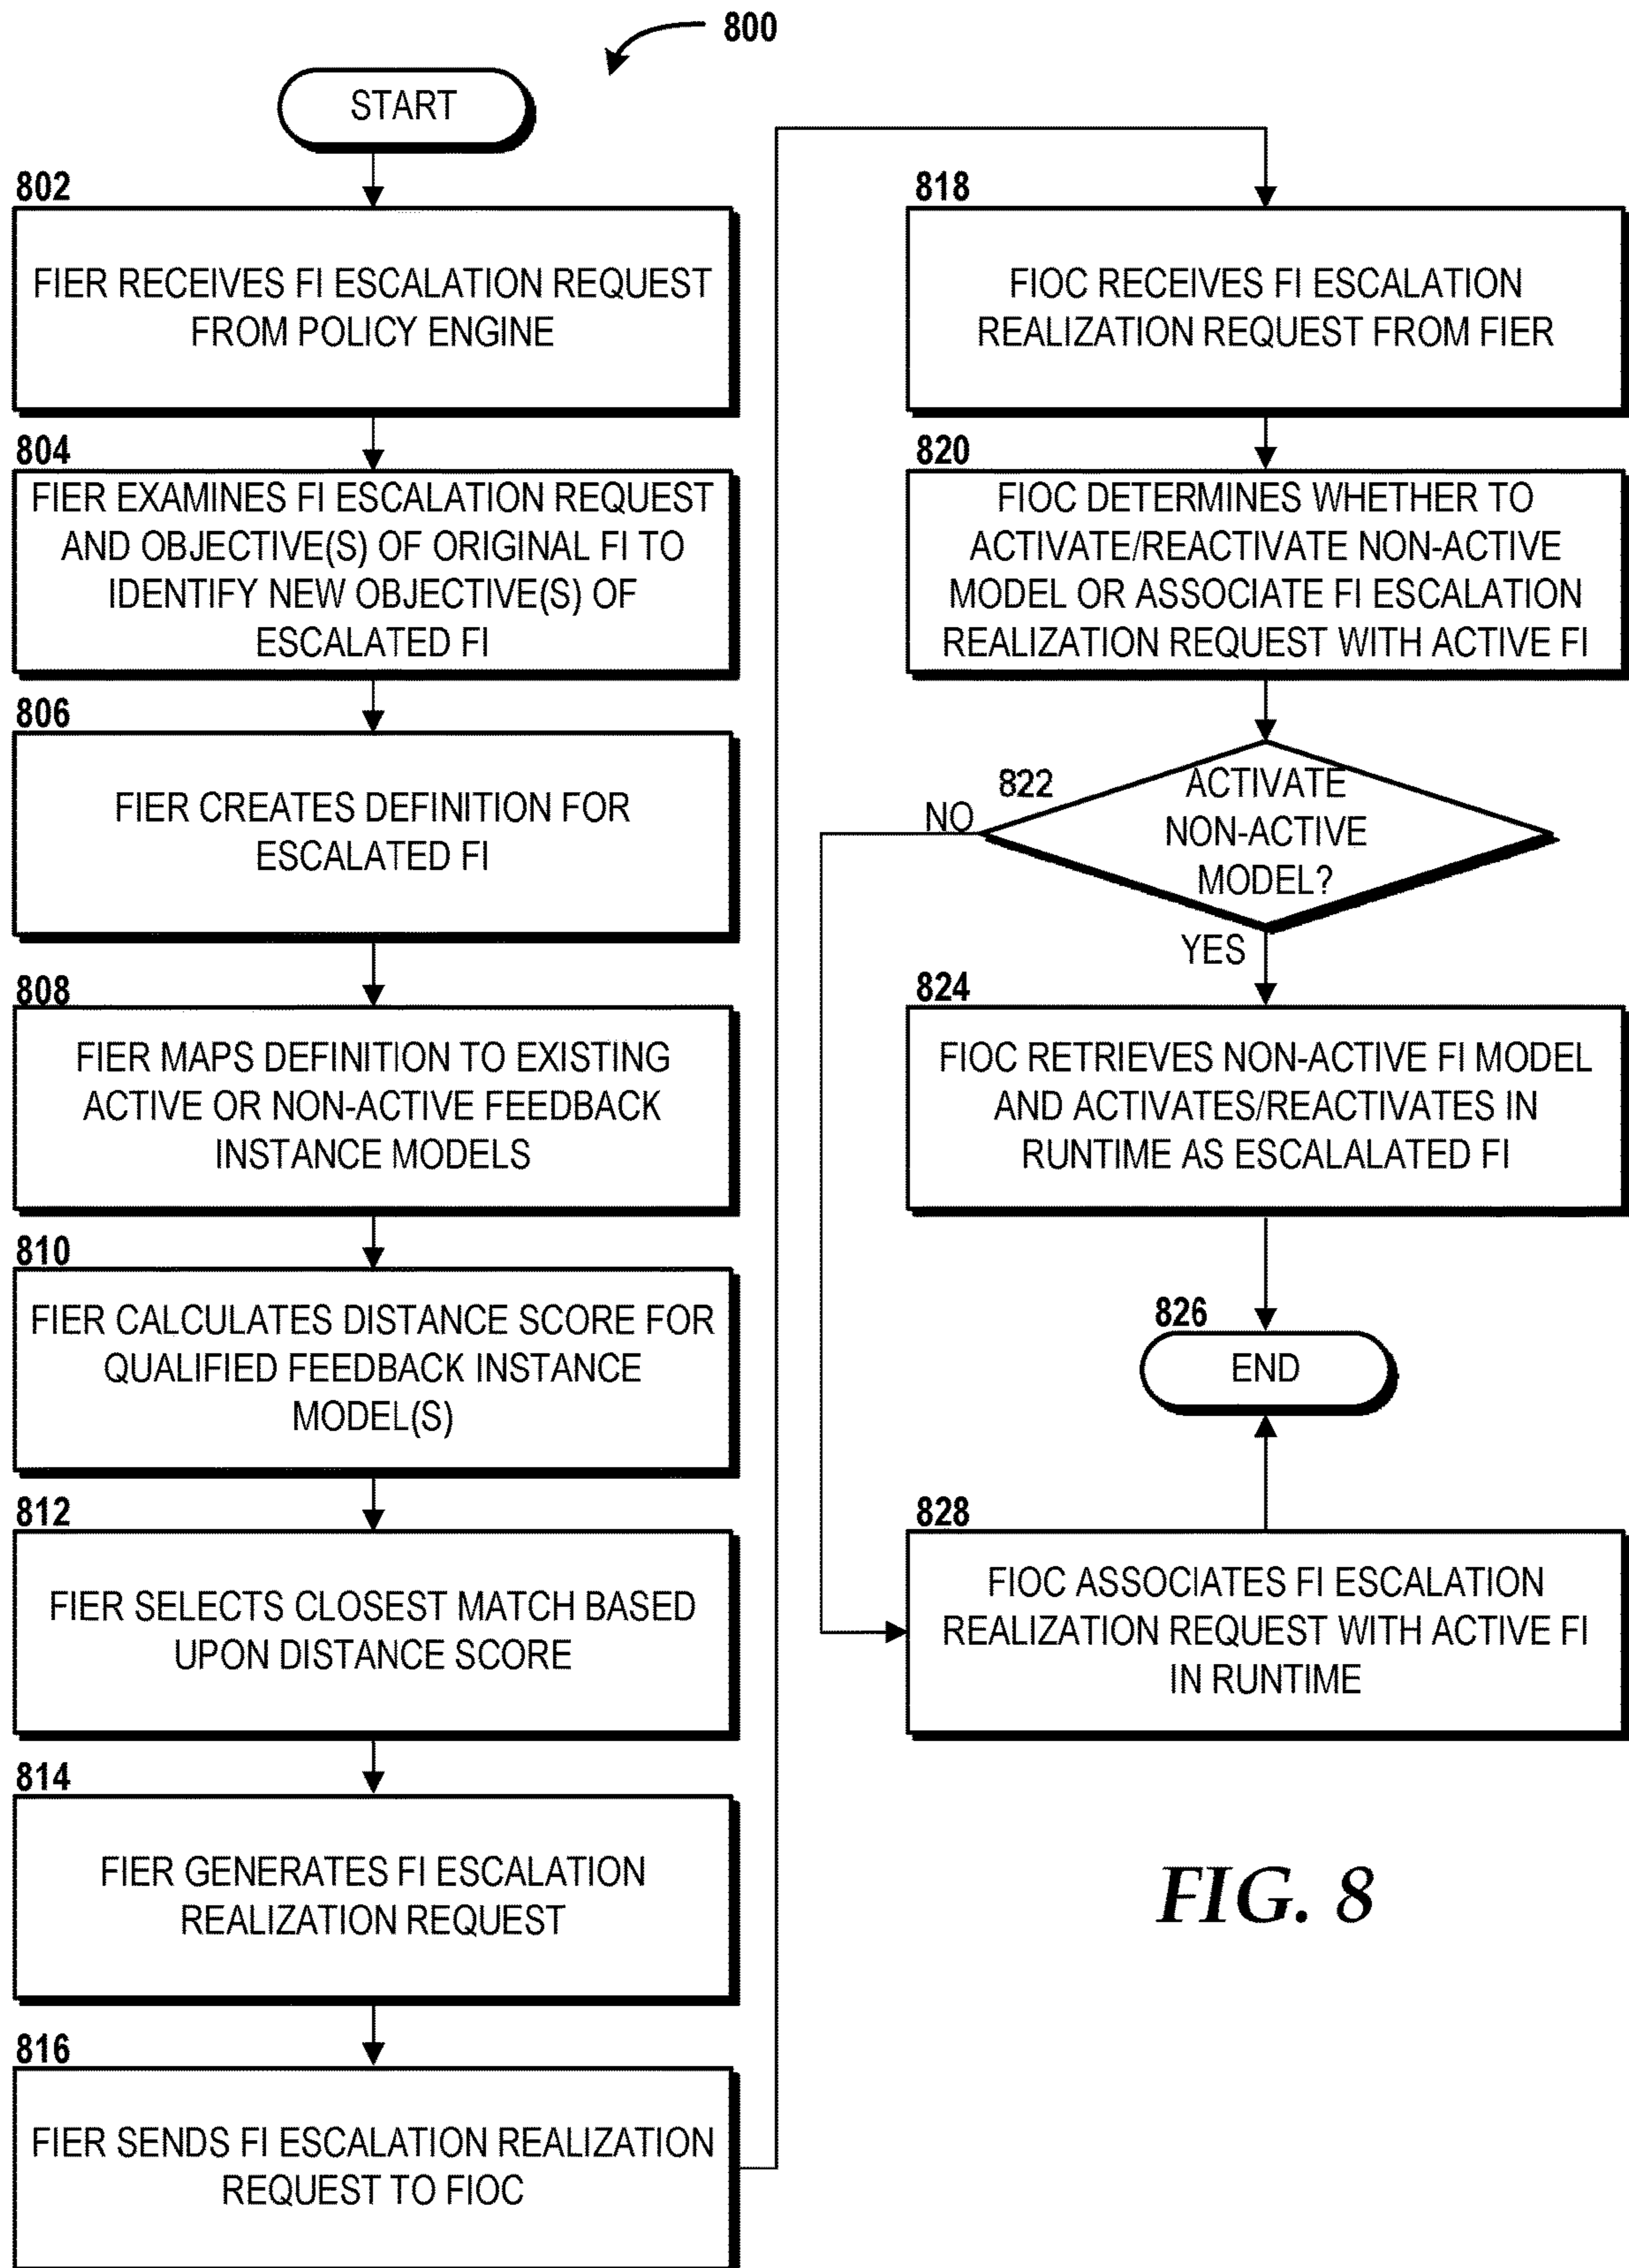 800
START
802
FIER RECEIVES FI ESCALATION REQUEST
FROM POLICY ENGINE
804
FIER EXAMINES FI ESCALATION REQUEST
AND OBJECTIVE(S) OF ORIGINAL FI TO
IDENTIFY NEW OBJECTIVE(S) OF
ESCALATED FI
806
FIER CREATES DEFINITION FOR
ESCALATED FI
808
FIER MAPS DEFINITION TO EXISTING
ACTIVE OR NON-ACTIVE FEEDBACK
INSTANCE MODELS
810
FIER CALCULATES DISTANCE SCORE FOR
QUALIFIED FEEDBACK INSTANCE
MODEL(S)
812
FIER SELECTS CLOSEST MATCH BASED
UPON DISTANCE SCORE
814
FIER GENERATES FI ESCALATION
REALIZATION REQUEST
816
FIER SENDS FI ESCALATION REALIZATION
REQUEST TO FIOC
818
FIOC RECEIVES FI ESCALATION
REALIZATION REQUEST FROM FIER
820
FIOC DETERMINES WHETHER TO
ACTIVATE/REACTIVATE NON-ACTIVE
MODEL OR ASSOCIATE FI ESCALATION
REALIZATION REQUEST WITH ACTIVE FI
822
ACTIVATE
NON-ACTIVE
MODEL?
NO
YES
824
FIOC RETRIEVES NON-ACTIVE FI MODEL
AND ACTIVATES/REACTIVATES IN
RUNTIME AS ESCALALATED FI
826
END
828
FIOC ASSOCIATES FI ESCALATION
REALIZATION REQUEST WITH ACTIVE FI
IN RUNTIME
FIG. 8